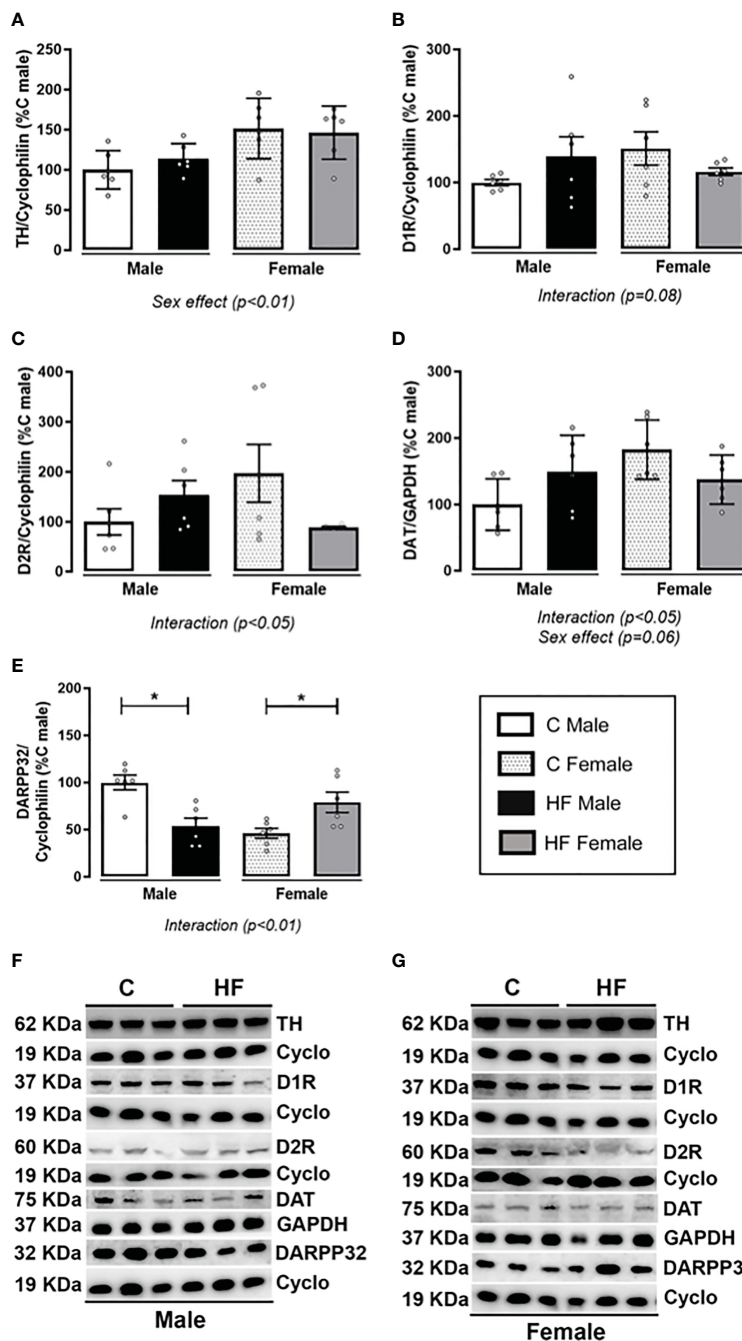 A
TH/Cyclophilin (%C male)
250
200
150
100
50
0
Male
Female
Sex effect (p<0.01)
B
D1R/Cyclophilin (%C male)
300
200
100
0
Male
Female
Interaction (p=0.08)
C
D2R/Cyclophilin (%C male)
400
300
200
100
0
Male
Female
Interaction (p<0.05)
D
DAT/GAPDH (%C male)
300
200
100
0
Male
Female
Interaction (p<0.05)
Sex effect (p=0.06)
E
DARPP32/
Cyclophilin (%C male)
200
150
100
50
0
*
*
Male
Female
Interaction (p<0.01)
C Male
C Female
HF Male
HF Female
F
C HF
62 KDa TH
19 KDa Cyclo
37 KDa D1R
19 KDa Cyclo
60 KDa D2R
19 KDa Cyclo
75 KDa DAT
37 KDa GAPDH
32 KDa DARPP32
19 KDa Cyclo
Male
G
C HF
62 KDa TH
19 KDa Cyclo
37 KDa D1R
19 KDa Cyclo
60 KDa D2R
19 KDa Cyclo
75 KDa DAT
37 KDa GAPDH
32 KDa DARPP3
19 KDa Cyclo
Female